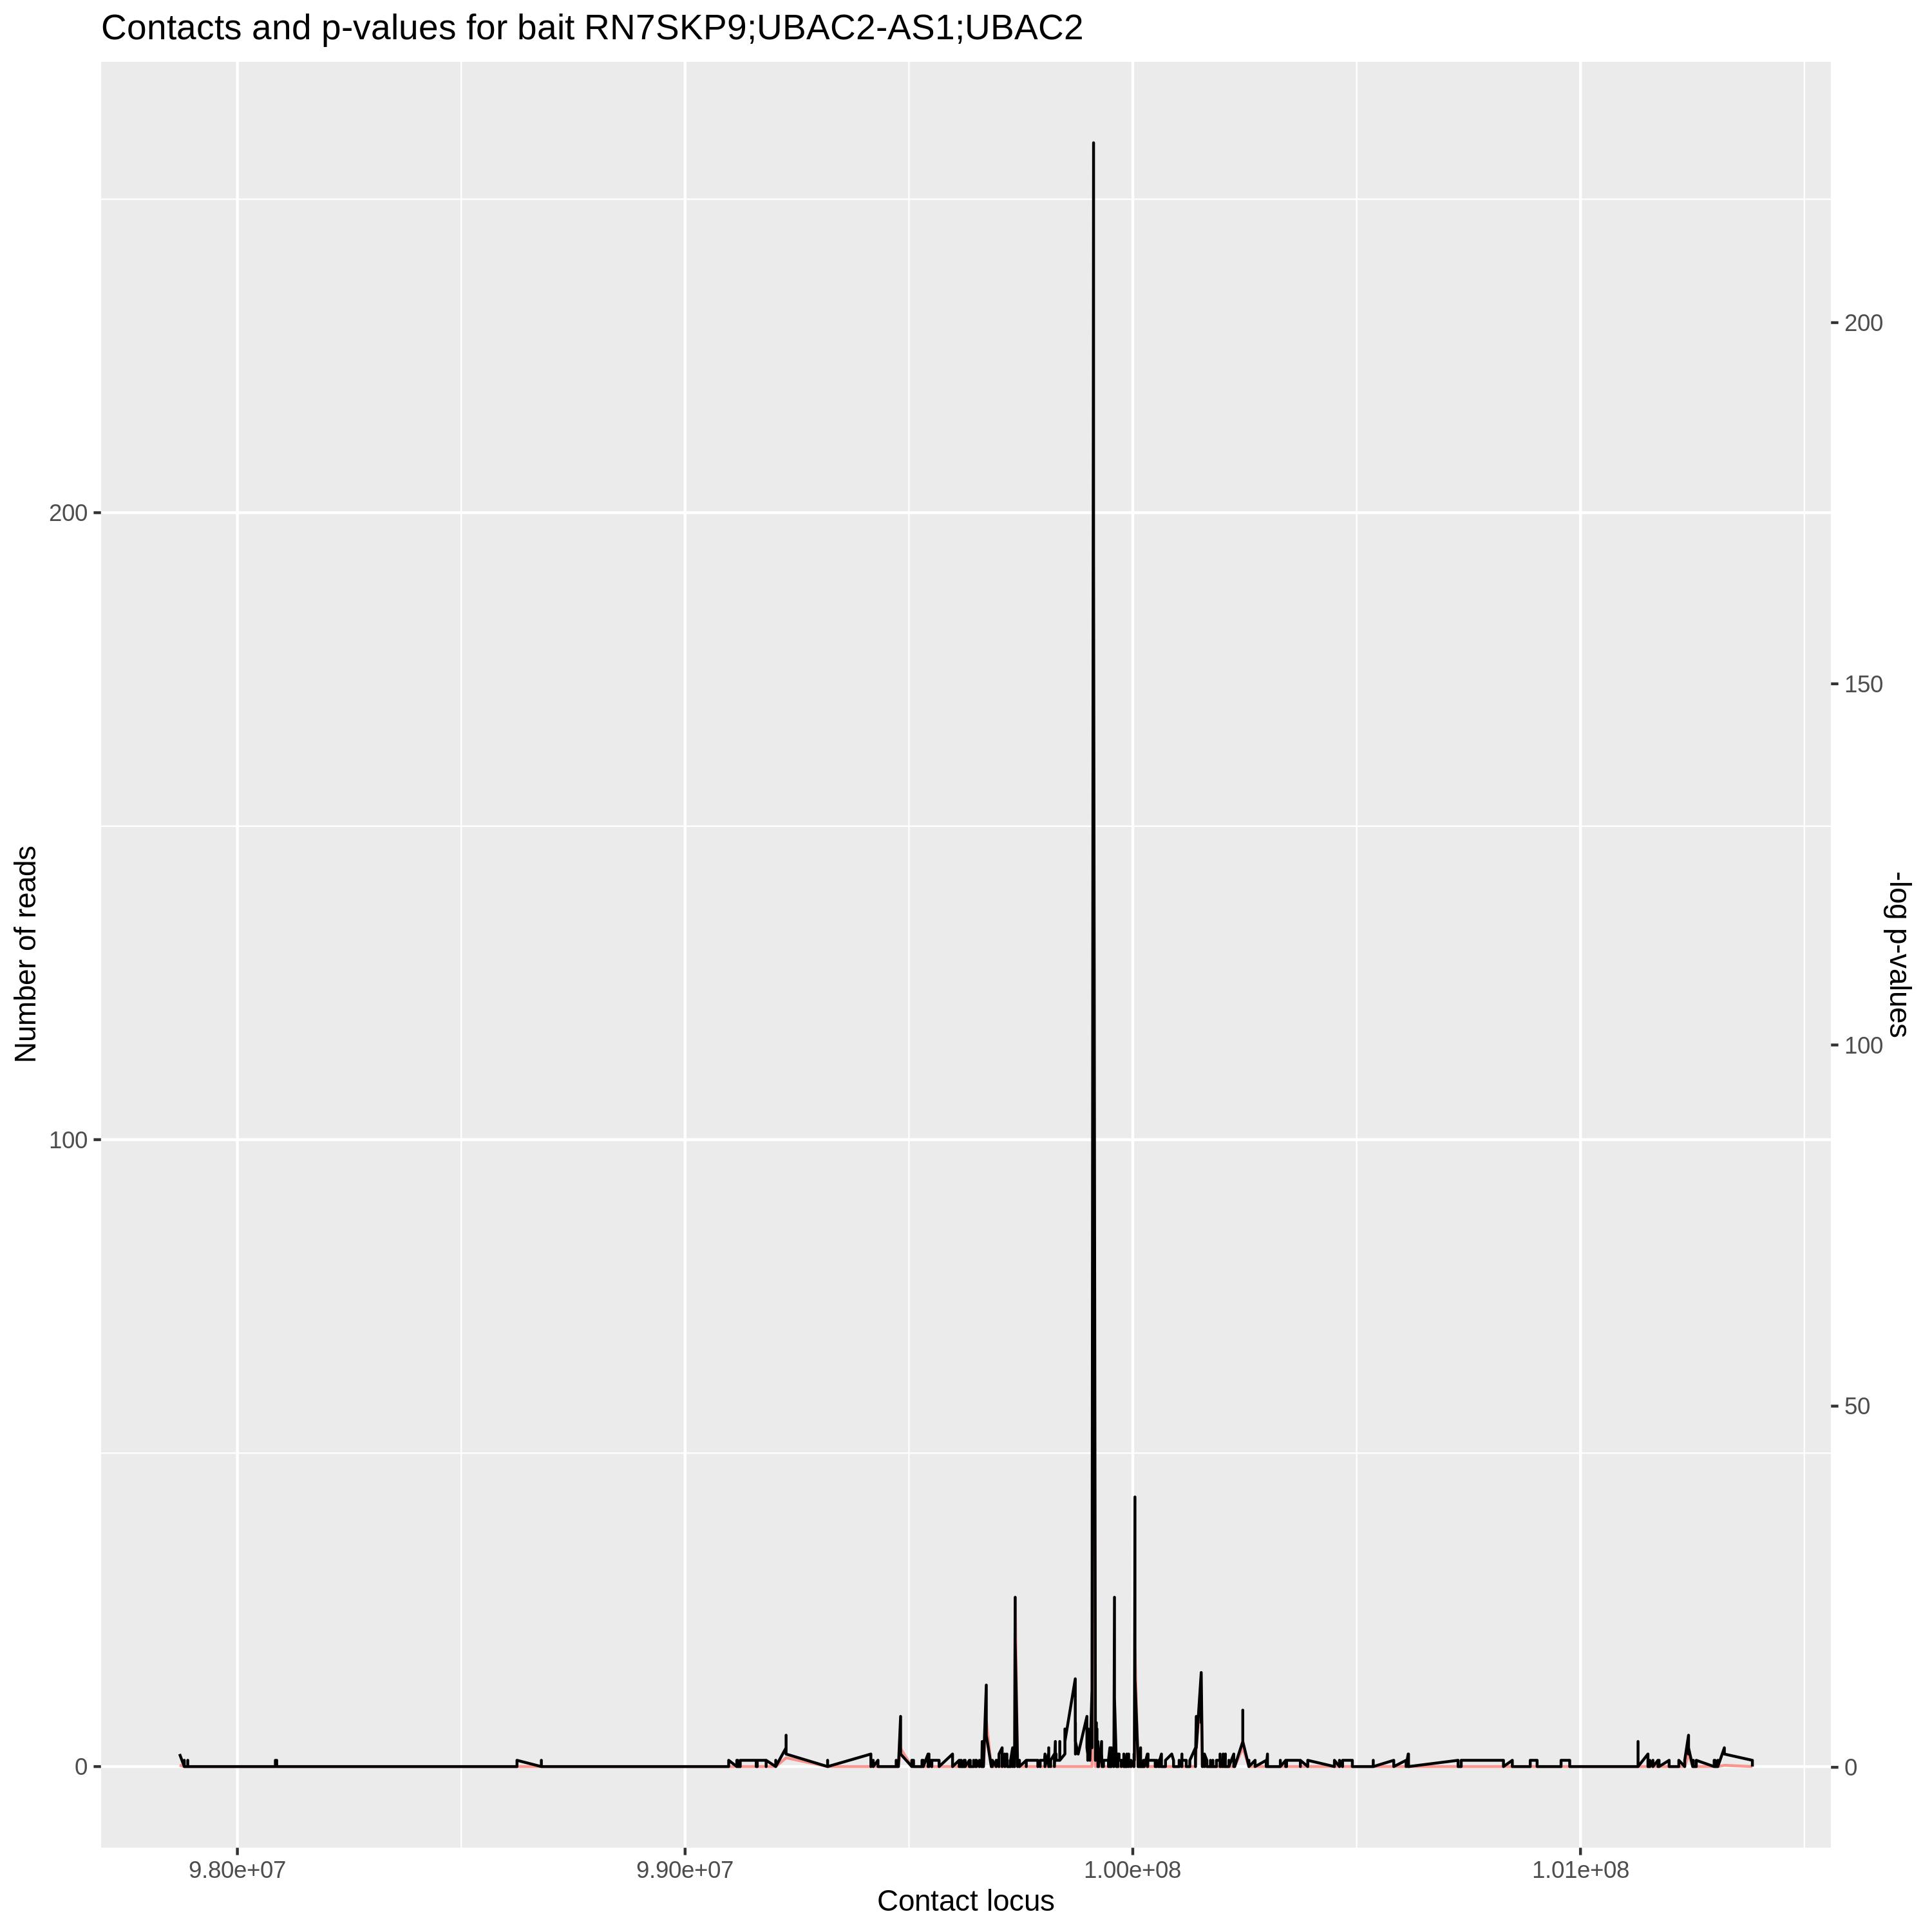 Contacts and p-values for bait RN7SKP9;UBAC2-AS1;UBAC2
Number of reads
200
100
0
200
150
100
50
0
-log p-values
9.80e+07 9.90e+07 1.00e+08 1.01e+08
Contact locus